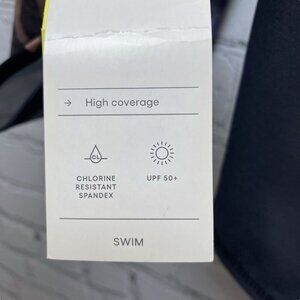 → High coverage
CL
CHLORINE
RESISTANT
SPANDEX
UPF 50+
SWIM